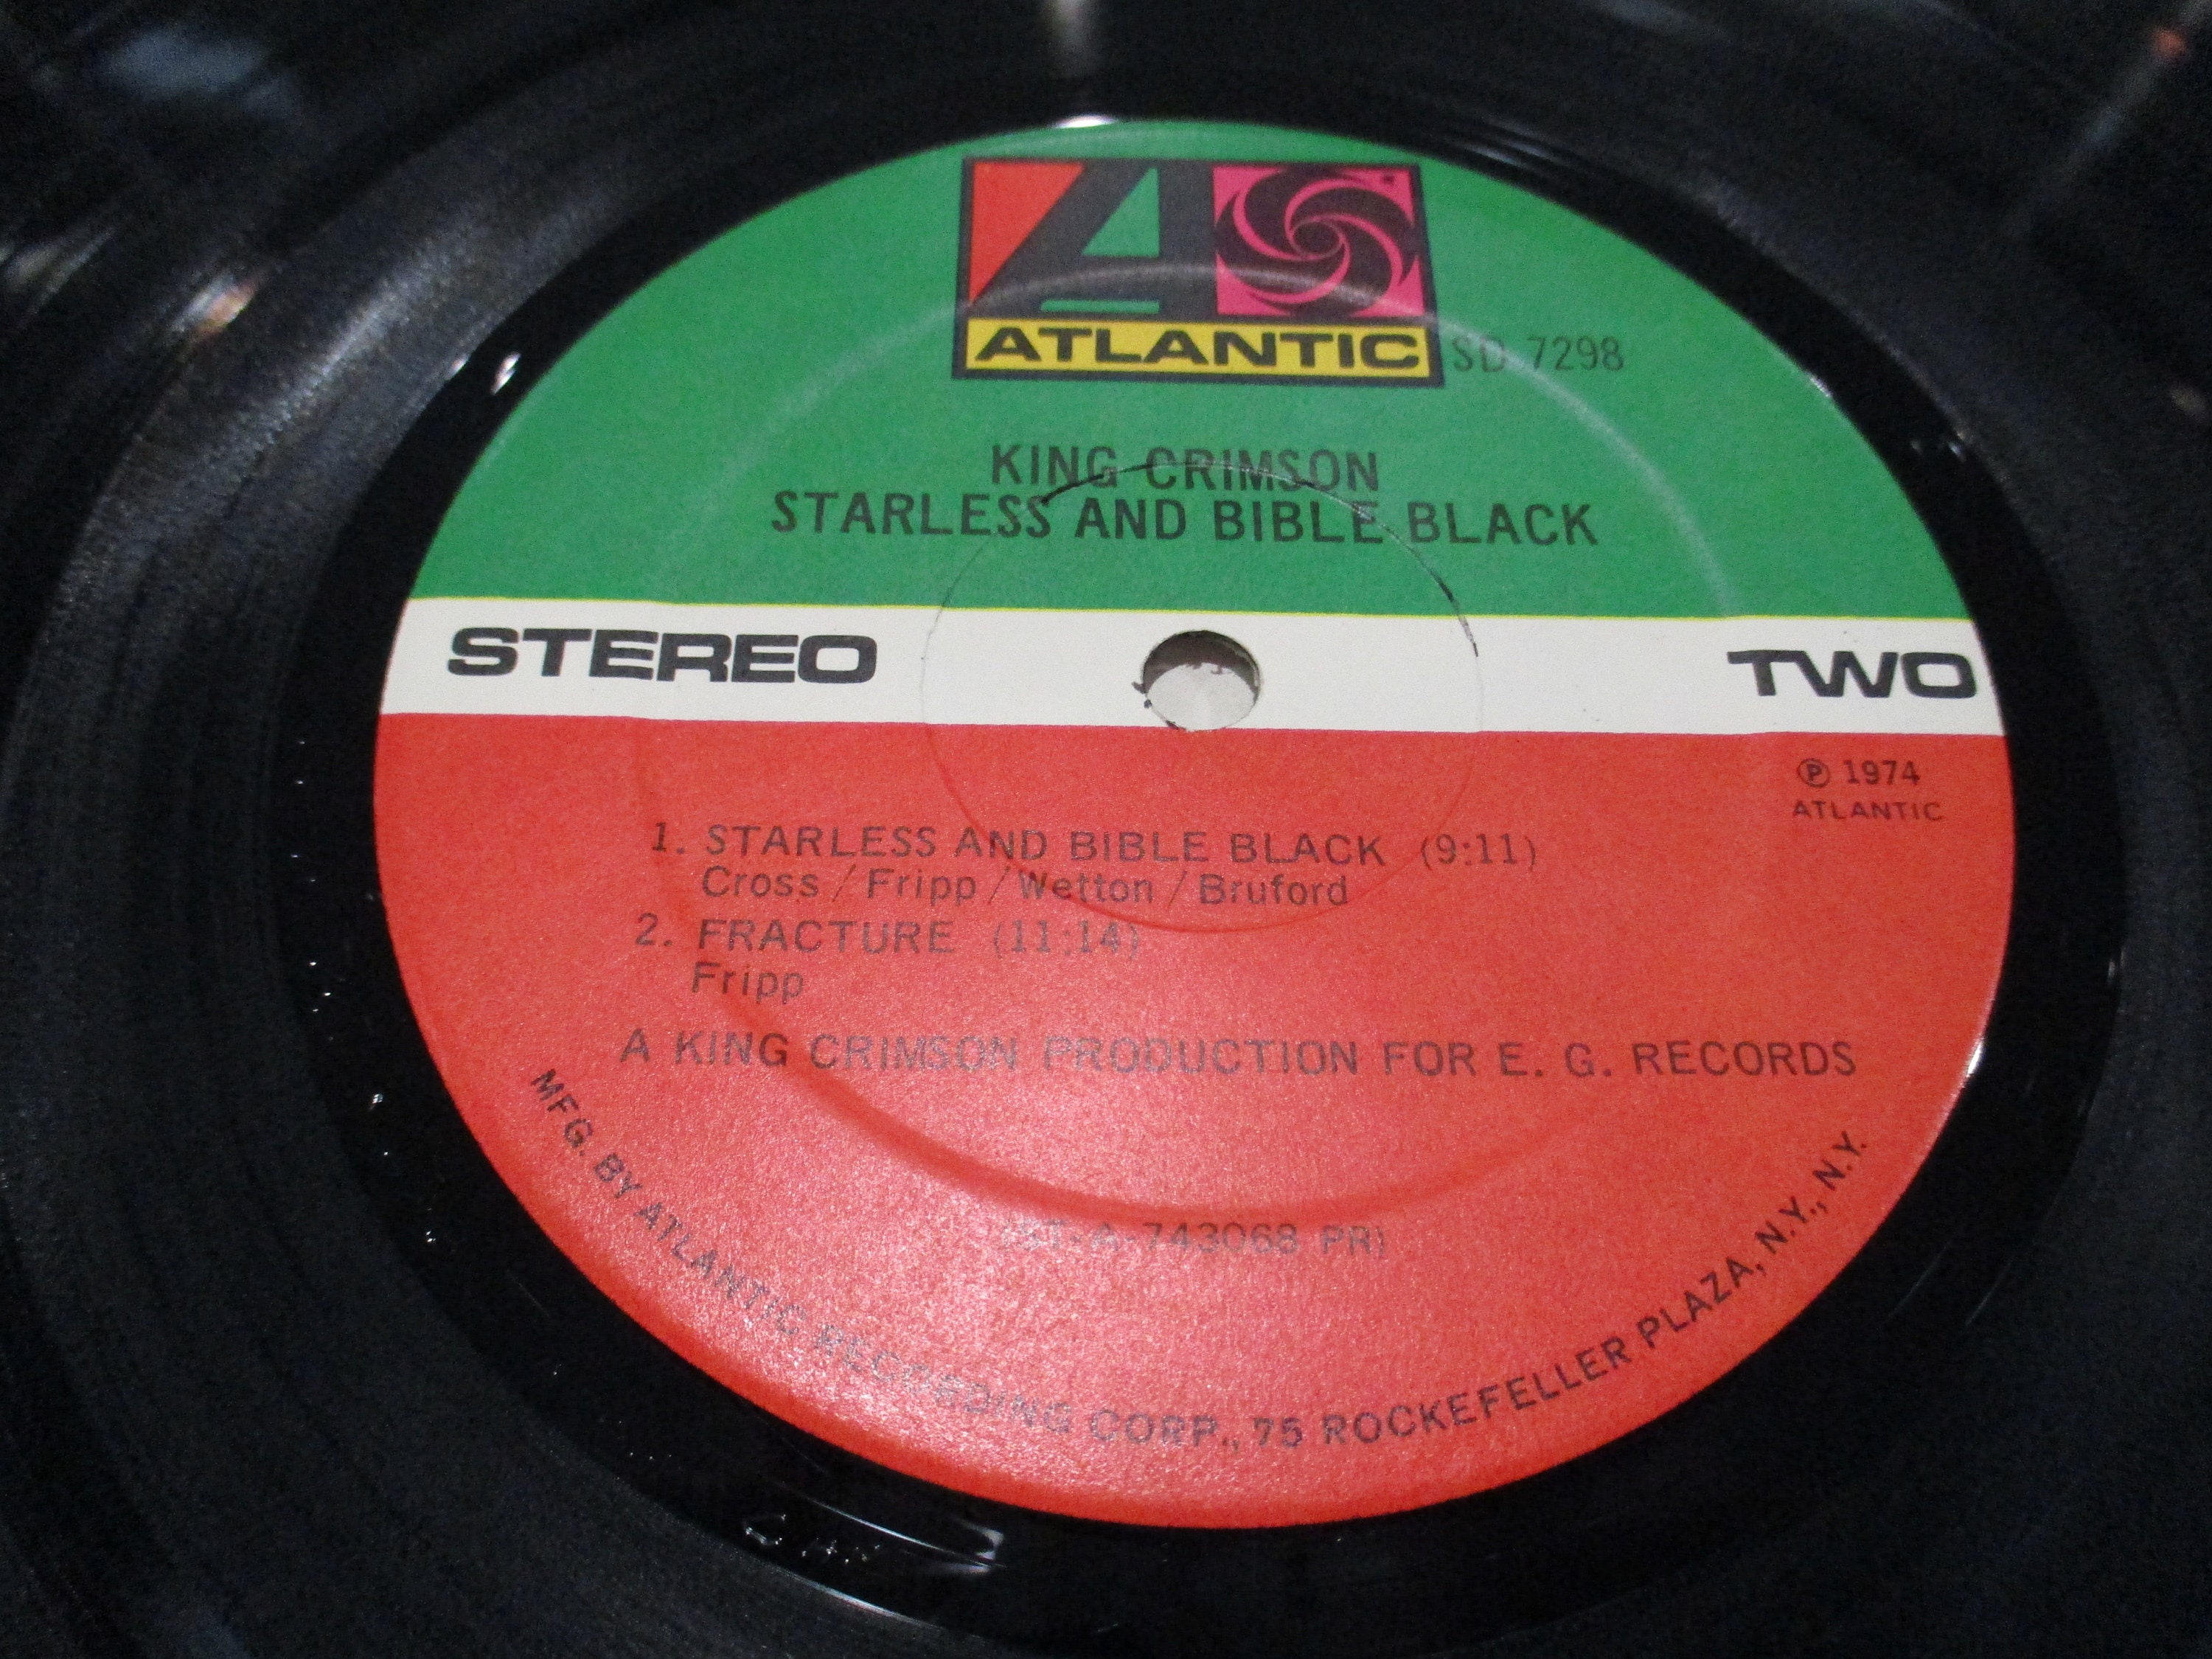 ATLANTIC
SD 7298
KING CRIMSON
STARLESS AND BIBLE BLACK
STEREO
TWO
℗ 1974
ATLANTIC
1. STARLESS AND BIBLE BLACK (9:11)
Cross / Fripp / Wetton / Bruford
2. FRACTURE (11:14)
Fripp
A KING CRIMSON PRODUCTION FOR E. G. RECORDS
(ST-A-743068 PR)
MFG. BY ATLANTIC RECORDING CORP., 75 ROCKEFELLER PLAZA, N.Y., N.Y.